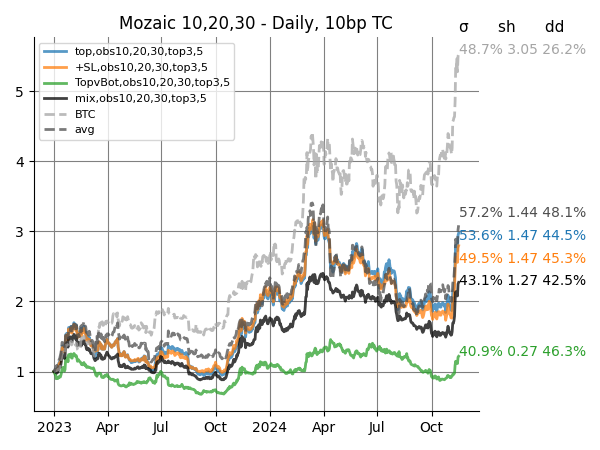 Mozaic 10,20,30 - Daily, 10bp TC
σ sh dd
top,obs10,20,30,top3,5
+SL,obs10,20,30,top3,5
TopvBot,obs10,20,30,top3,5
mix,obs10,20,30,top3,5
BTC
avg
48.7% 3.05 26.2%
57.2% 1.44 48.1%
53.6% 1.47 44.5%
49.5% 1.47 45.3%
43.1% 1.27 42.5%
40.9% 0.27 46.3%
5
4
3
2
1
2023 Apr Jul Oct 2024 Apr Jul Oct